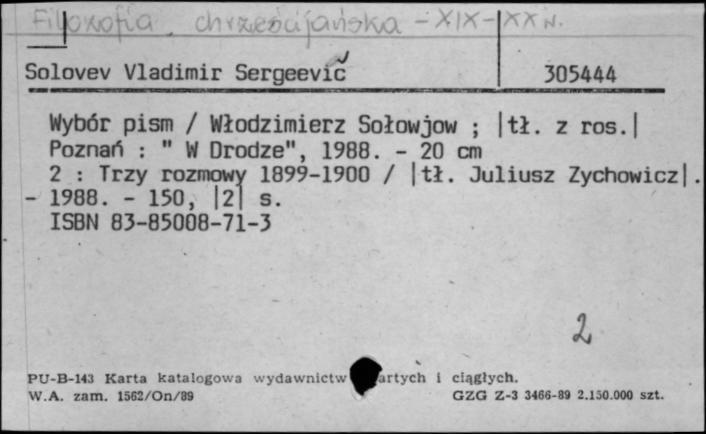 Filozofia chrześcijańska - XIX-XX w.
Solovev Vladimir Sergeevič 305444
Wybór pism / Włodzimierz Sołowjow ; |tł. z ros.|
Poznań : " W Drodze", 1988. - 20 cm
2 : Trzy rozmowy 1899-1900 / |tł. Juliusz Zychowicz|.
- 1988. - 150, |2| s.
ISBN 83-85008-71-3
2
PU-B-143 Karta katalogowa wydawnictw artych i ciągłych.
W.A. zam. 1562/On/89 GZG Z-3 3466-89 2.150.000 szt.